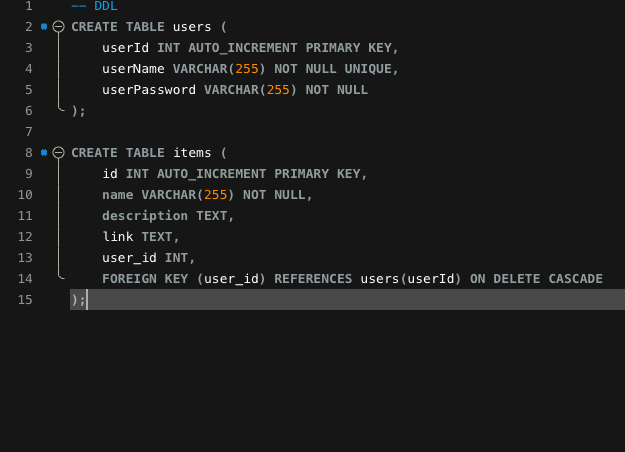 1 -- DDL
2 CREATE TABLE users (
3 userId INT AUTO_INCREMENT PRIMARY KEY,
4 userName VARCHAR(255) NOT NULL UNIQUE,
5 userPassword VARCHAR(255) NOT NULL
6 );
7
8 CREATE TABLE items (
9 id INT AUTO_INCREMENT PRIMARY KEY,
10 name VARCHAR(255) NOT NULL,
11 description TEXT,
12 link TEXT,
13 user_id INT,
14 FOREIGN KEY (user_id) REFERENCES users(userId) ON DELETE CASCADE
15 );